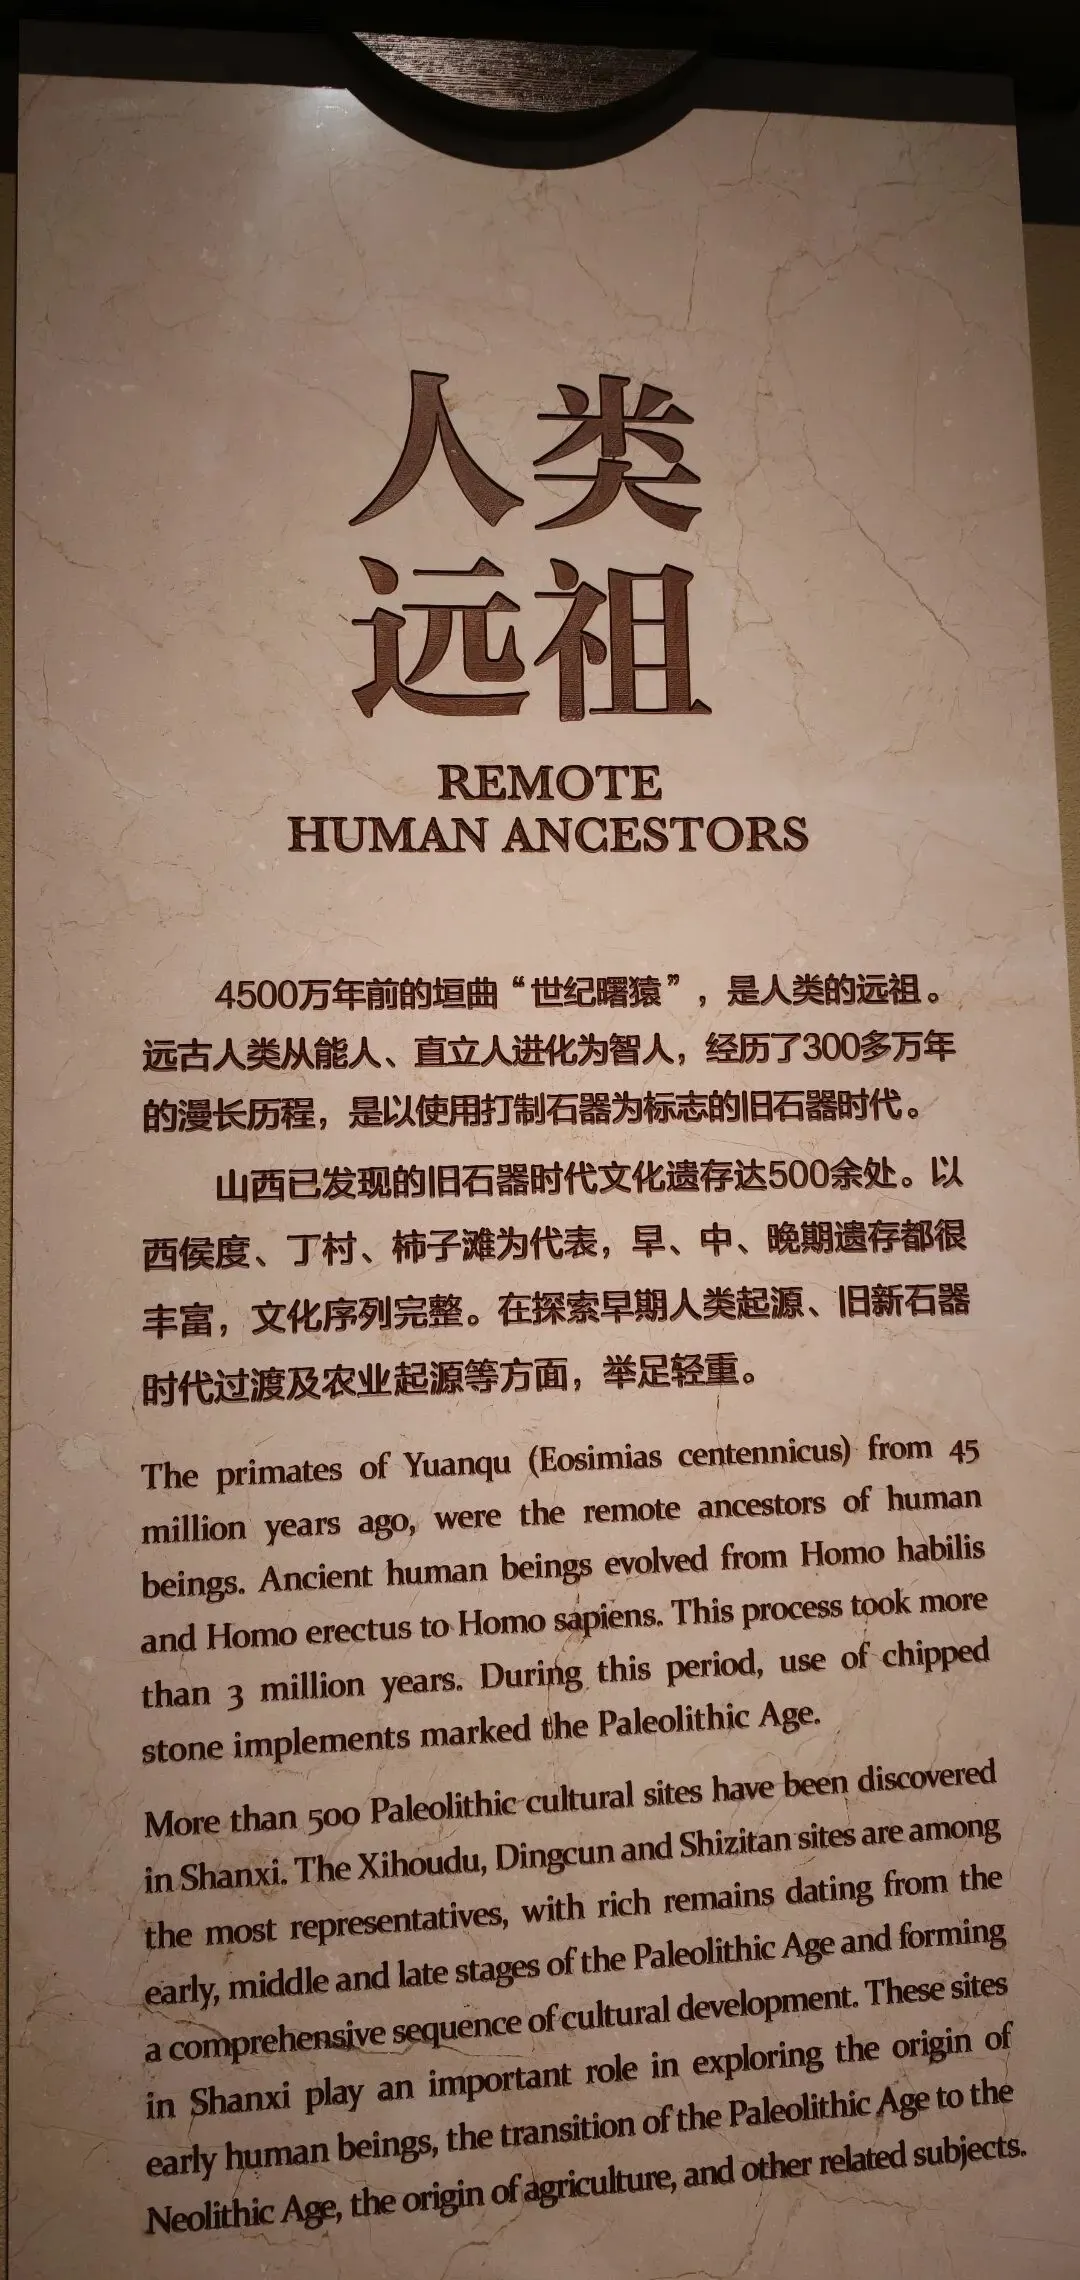 人类
远祖
REMOTE
HUMAN ANCESTORS
4500万年前的垣曲“世纪曙猿”，是人类的远祖。
远古人类从能人、直立人进化为智人，经历了300多万年
的漫长历程，是以使用打制石器为标志的旧石器时代。
山西已发现的旧石器时代文化遗存达500余处。以
西侯度、丁村、柿子滩为代表，早、中、晚期遗存都很
丰富，文化序列完整。在探索早期人类起源、旧新石器
时代过渡及农业起源等方面，举足轻重。
The primates of Yuanqu (Eosimias centennicus) from 45
million years ago, were the remote ancestors of human
beings. Ancient human beings evolved from Homo habilis
and Homo erectus to Homo sapiens. This process took more
than 3 million years. During this period, use of chipped
stone implements marked the Paleolithic Age.
More than 500 Paleolithic cultural sites have been discovered
in Shanxi. The Xihoudu, Dingcun and Shizitan sites are among
the most representatives, with rich remains dating from the
early, middle and late stages of the Paleolithic Age and forming
a comprehensive sequence of cultural development. These sites
in Shanxi play an important role in exploring the origin of
early human beings, the transition of the Paleolithic Age to the
Neolithic Age, the origin of agriculture, and other related subjects.